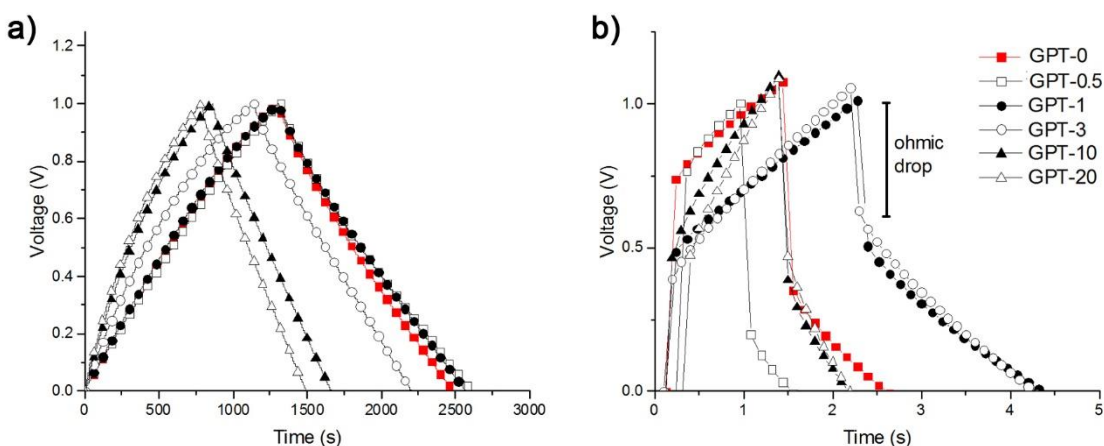 a)
Voltage (V)
1.2
1.0
0.8
0.6
0.4
0.2
0.0
0
500
1000
1500
2000
2500
3000
Time (s)
b)
Voltage (V)
1.0
0.5
0.0
0
1
2
3
4
5
Time (s)
ohmic
drop
GPT-0
GPT-0.5
GPT-1
GPT-3
GPT-10
GPT-20